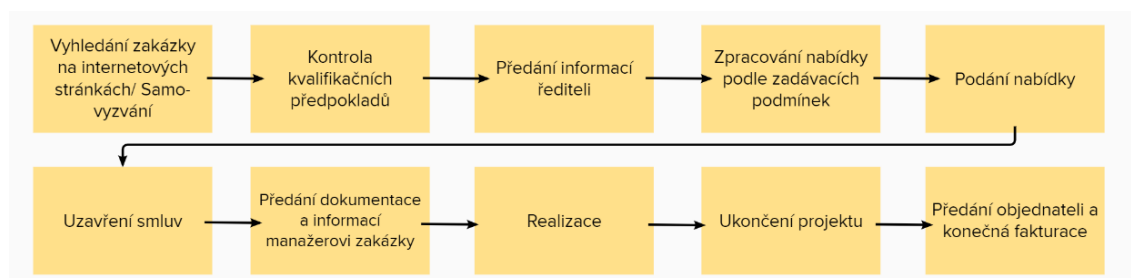 Vyhledání zakázky
na internetových
stránkách/ Samo-
vyzvání
Kontrola
kvalifikačních
předpokladů
Předání informací
řediteli
Zpracování nabídky
podle zadávacích
podmínek
Podání nabídky
Uzavření smluv
Předání dokumentace
a informací
manažerovi zakázky
Realizace
Ukončení projektu
Předání objednateli a
konečná fakturace